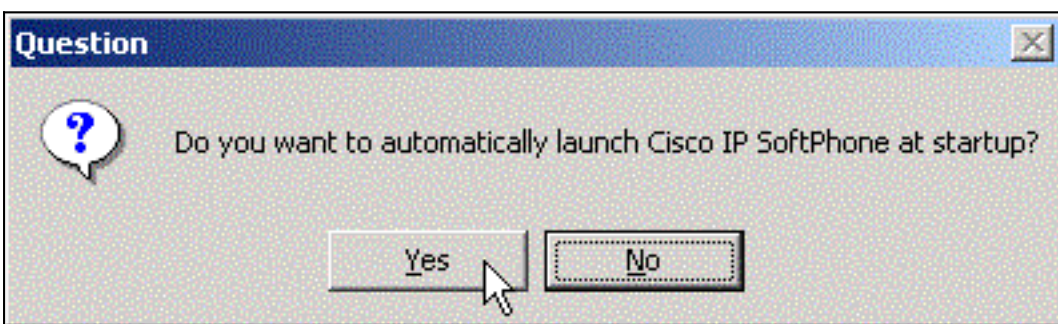 Question
Do you want to automatically launch Cisco IP SoftPhone at startup?
Yes No